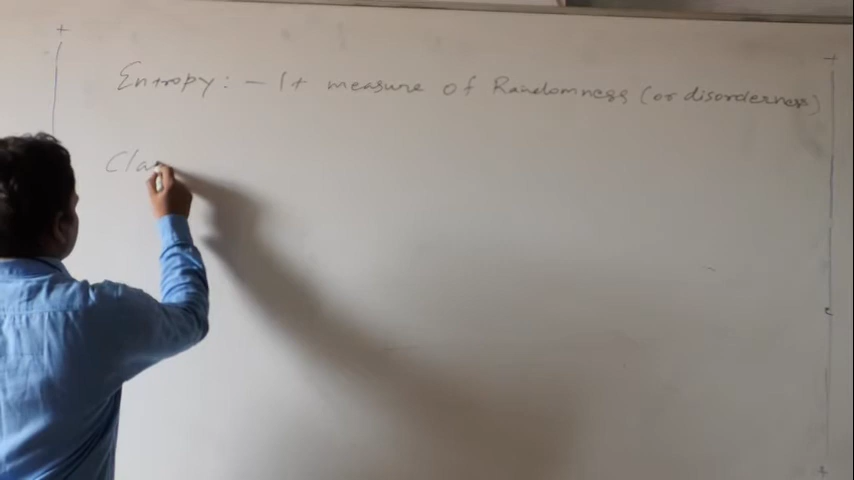 Entropy: - It measure of Randomness (or disorderness)
Cla